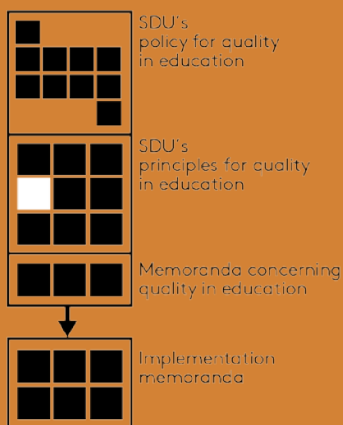 SDU's
policy for quality
in education
SDU's
principles for quality
in education
Memoranda concerning
quality in education
Implementation
memoranda